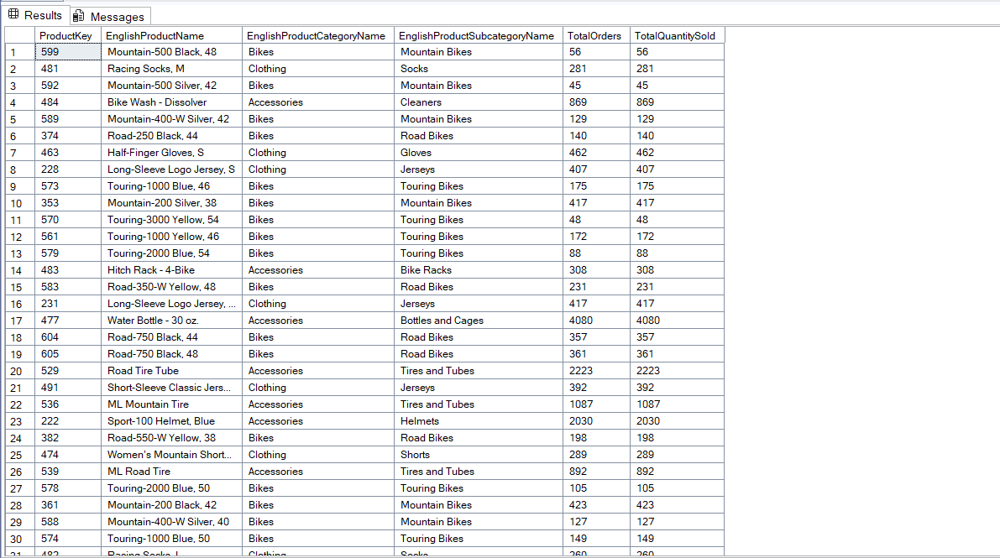 Results Messages
ProductKey EnglishProductName EnglishProductCategoryName EnglishProductSubcategoryName TotalOrders TotalQuantitySold
1 599 Mountain-500 Black, 48 Bikes Mountain Bikes 56 56
2 481 Racing Socks, M Clothing Socks 281 281
3 592 Mountain-500 Silver, 42 Bikes Mountain Bikes 45 45
4 484 Bike Wash - Dissolver Accessories Cleaners 869 869
5 589 Mountain-400-W Silver, 42 Bikes Mountain Bikes 129 129
6 374 Road-250 Black, 44 Bikes Road Bikes 140 140
7 463 Half-Finger Gloves, S Clothing Gloves 462 462
8 228 Long-Sleeve Logo Jersey, S Clothing Jerseys 407 407
9 573 Touring-1000 Blue, 46 Bikes Touring Bikes 175 175
10 353 Mountain-200 Silver, 38 Bikes Mountain Bikes 417 417
11 570 Touring-3000 Yellow, 54 Bikes Touring Bikes 48 48
12 561 Touring-1000 Yellow, 46 Bikes Touring Bikes 172 172
13 579 Touring-2000 Blue, 54 Bikes Touring Bikes 88 88
14 483 Hitch Rack - 4-Bike Accessories Bike Racks 308 308
15 583 Road-350-W Yellow, 48 Bikes Road Bikes 231 231
16 231 Long-Sleeve Logo Jersey, ... Clothing Jerseys 417 417
17 477 Water Bottle - 30 oz. Accessories Bottles and Cages 4080 4080
18 604 Road-750 Black, 44 Bikes Road Bikes 357 357
19 605 Road-750 Black, 48 Bikes Road Bikes 361 361
20 529 Road Tire Tube Accessories Tires and Tubes 2223 2223
21 491 Short-Sleeve Classic Jers... Clothing Jerseys 392 392
22 536 ML Mountain Tire Accessories Tires and Tubes 1087 1087
23 222 Sport-100 Helmet, Blue Accessories Helmets 2030 2030
24 382 Road-550-W Yellow, 38 Bikes Road Bikes 198 198
25 474 Women's Mountain Short... Clothing Shorts 289 289
26 539 ML Road Tire Accessories Tires and Tubes 892 892
27 578 Touring-2000 Blue, 50 Bikes Touring Bikes 105 105
28 361 Mountain-200 Black, 42 Bikes Mountain Bikes 423 423
29 588 Mountain-400-W Silver, 40 Bikes Mountain Bikes 127 127
30 574 Touring-1000 Blue, 50 Bikes Touring Bikes 149 149
31 482 Racing Socks, L Clothing Socks 260 260